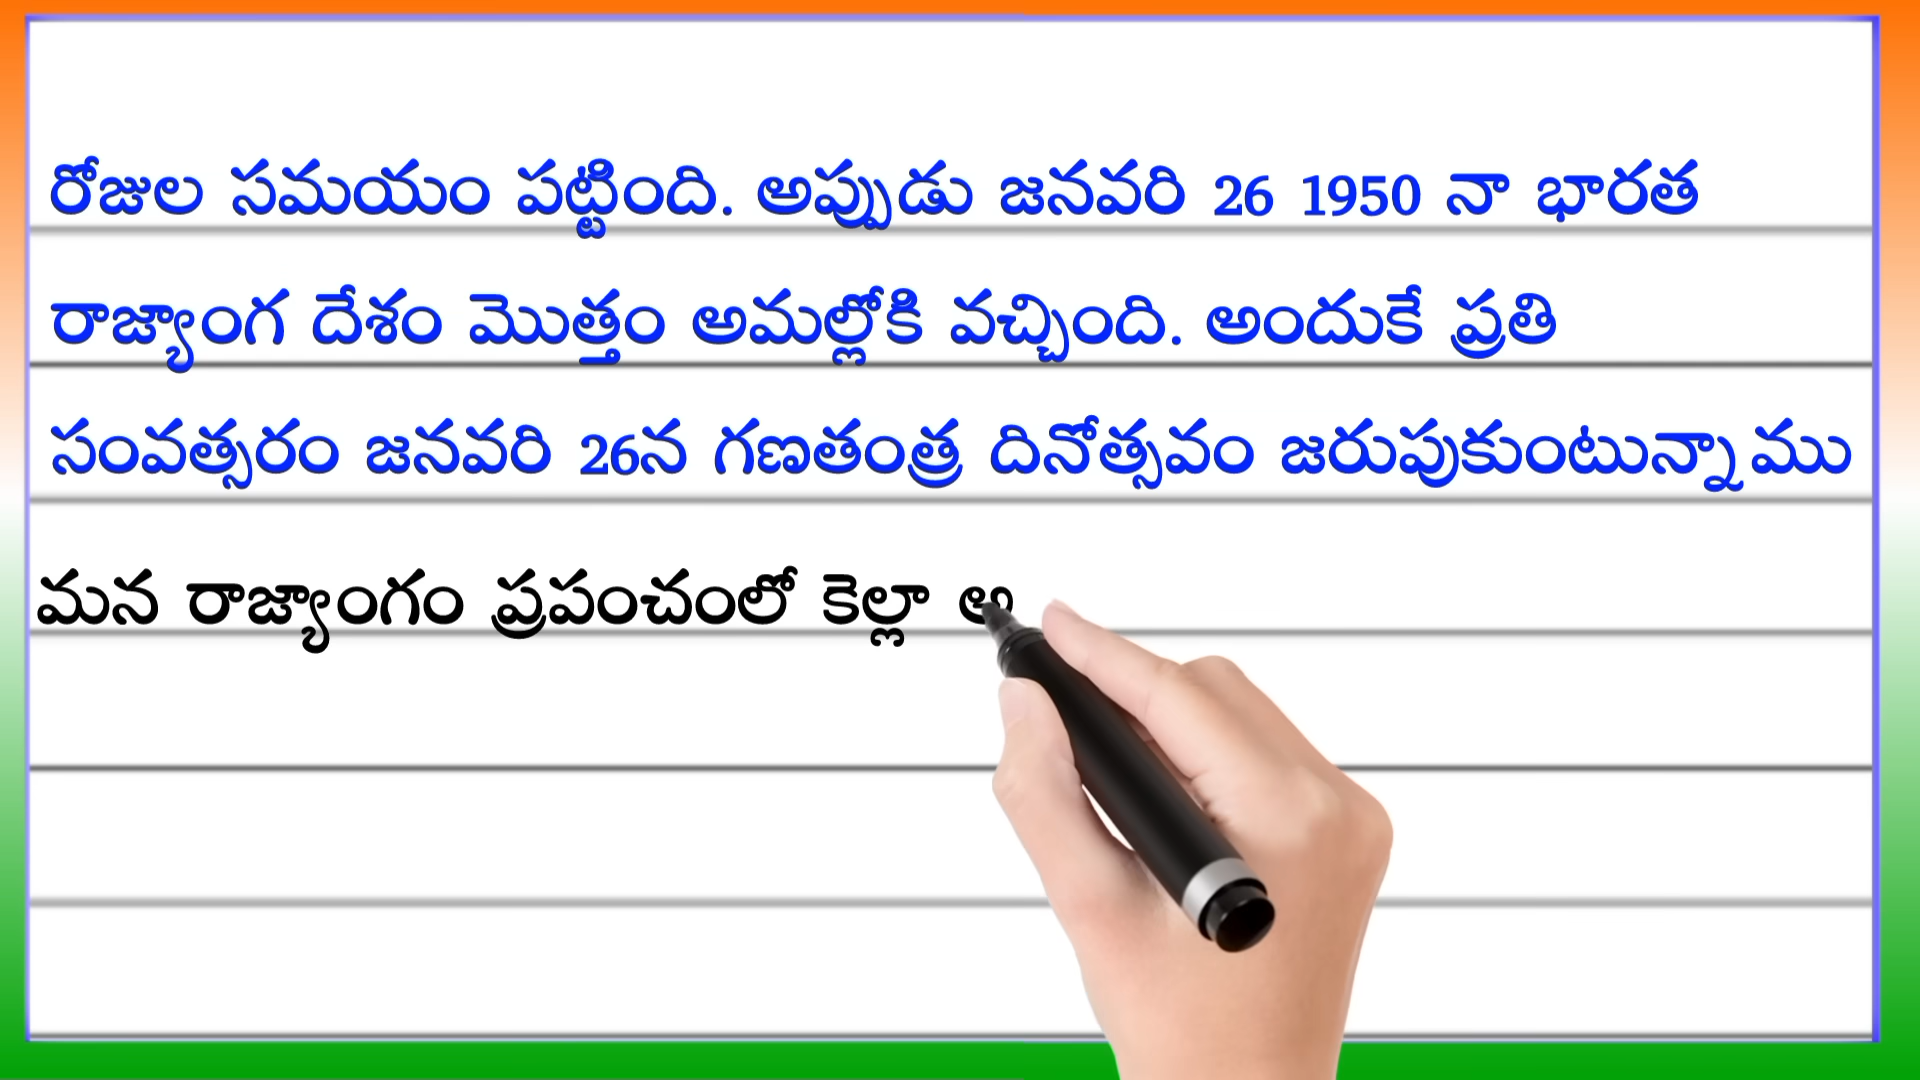 రోజుల సమయం పట్టింది. అప్పుడు జనవరి 26 1950 నా భారత
రాజ్యాంగ దేశం మొత్తం అమల్లోకి వచ్చింది. అందుకే ప్రతి
సంవత్సరం జనవరి 26న గణతంత్ర దినోత్సవం జరుపుకుంటున్నాము
మన రాజ్యాంగం ప్రపంచంలో కెల్లా అ